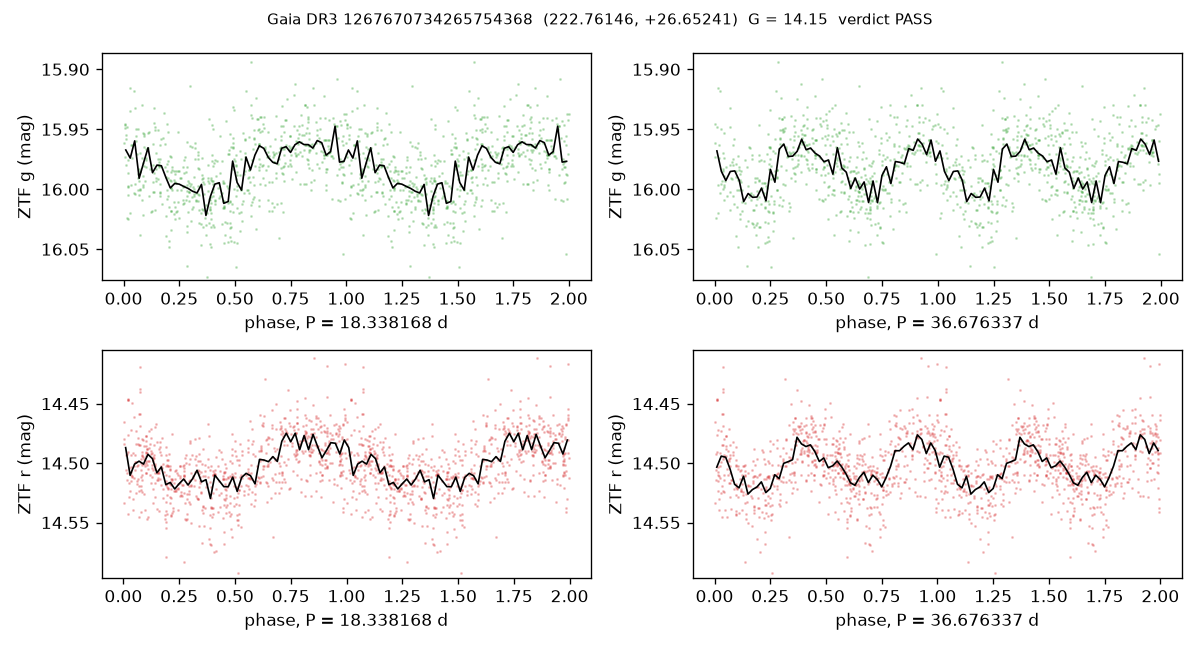 Gaia DR3 1267670734265754368  (222.76146, +26.65241)  G = 14.15  verdict PASS
ZTF g (mag)
15.90
15.95
16.00
16.05
0.00 0.25 0.50 0.75 1.00 1.25 1.50 1.75 2.00
phase, P = 18.338168 d
ZTF g (mag)
15.90
15.95
16.00
16.05
0.00 0.25 0.50 0.75 1.00 1.25 1.50 1.75 2.00
phase, P = 36.676337 d
ZTF r (mag)
14.45
14.50
14.55
0.00 0.25 0.50 0.75 1.00 1.25 1.50 1.75 2.00
phase, P = 18.338168 d
ZTF r (mag)
14.45
14.50
14.55
0.00 0.25 0.50 0.75 1.00 1.25 1.50 1.75 2.00
phase, P = 36.676337 d